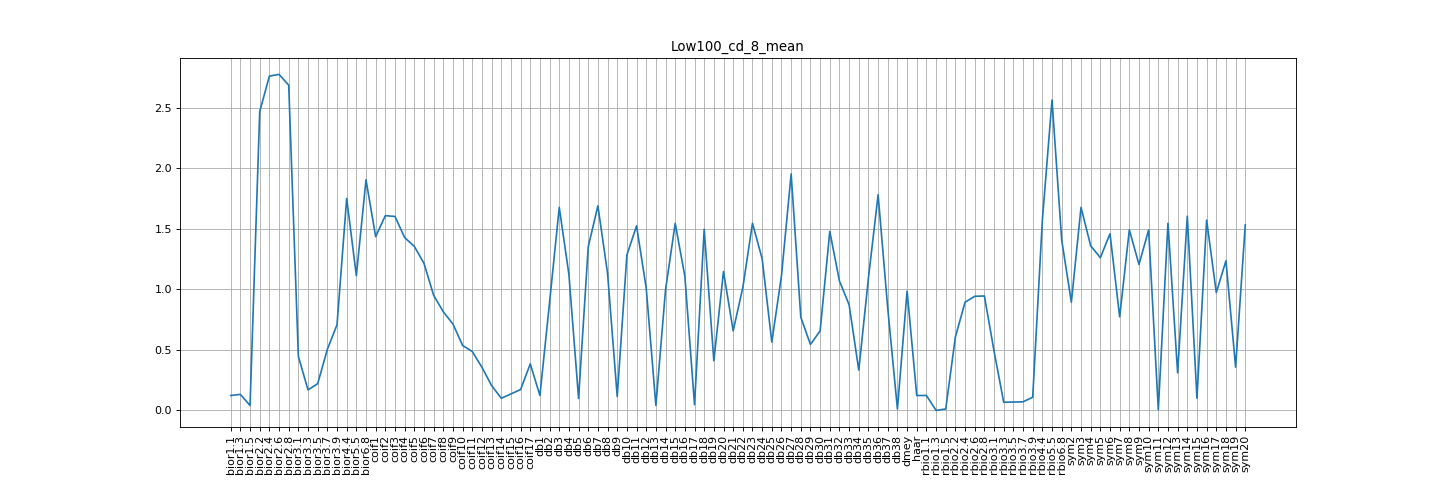 Low100_cd_8_mean
2.5
2.0
1.5
1.0
0.5
0.0
bior1.1
bior1.3
bior1.5
bior2.2
bior2.4
bior2.6
bior2.8
bior3.1
bior3.3
bior3.5
bior3.7
bior3.9
bior4.4
bior5.5
bior6.8
coif1
coif2
coif3
coif4
coif5
coif6
coif7
coif8
coif9
coif10
coif11
coif12
coif13
coif14
coif15
coif16
coif17
db1
db2
db3
db4
db5
db6
db7
db8
db9
db10
db11
db12
db13
db14
db15
db16
db17
db18
db19
db20
db21
db22
db23
db24
db25
db26
db27
db28
db29
db30
db31
db32
db33
db34
db35
db36
db37
db38
dmey
haar
rbio1.1
rbio1.3
rbio1.5
rbio2.2
rbio2.4
rbio2.6
rbio2.8
rbio3.1
rbio3.3
rbio3.5
rbio3.7
rbio3.9
rbio4.4
rbio5.5
rbio6.8
sym2
sym3
sym4
sym5
sym6
sym7
sym8
sym9
sym10
sym11
sym12
sym13
sym14
sym15
sym16
sym17
sym18
sym19
sym20